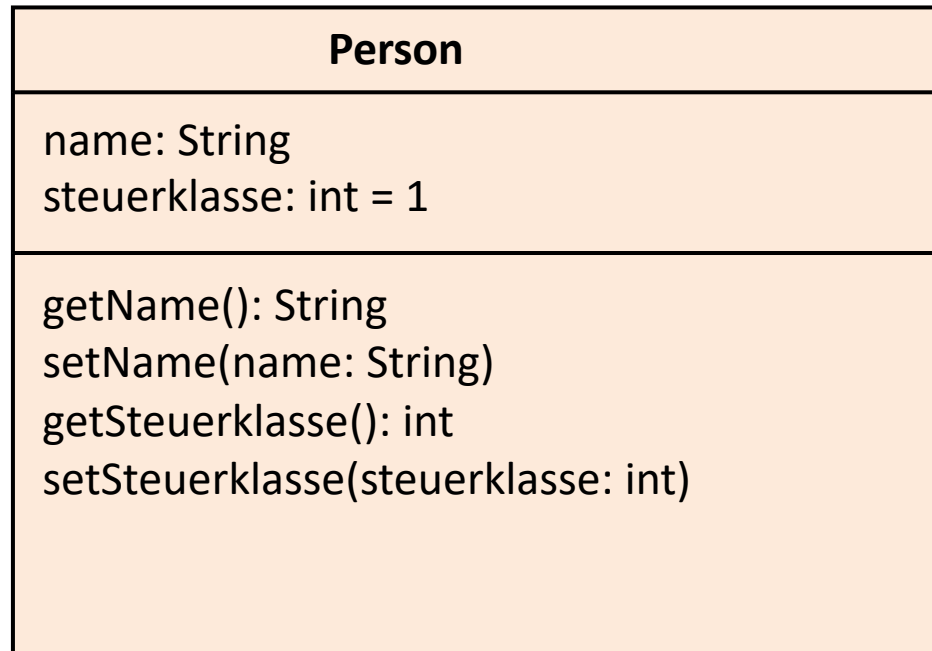 Person
name: String
steuerklasse: int = 1
getName(): String
setName(name: String)
getSteuerklasse(): int
setSteuerklasse(steuerklasse: int)